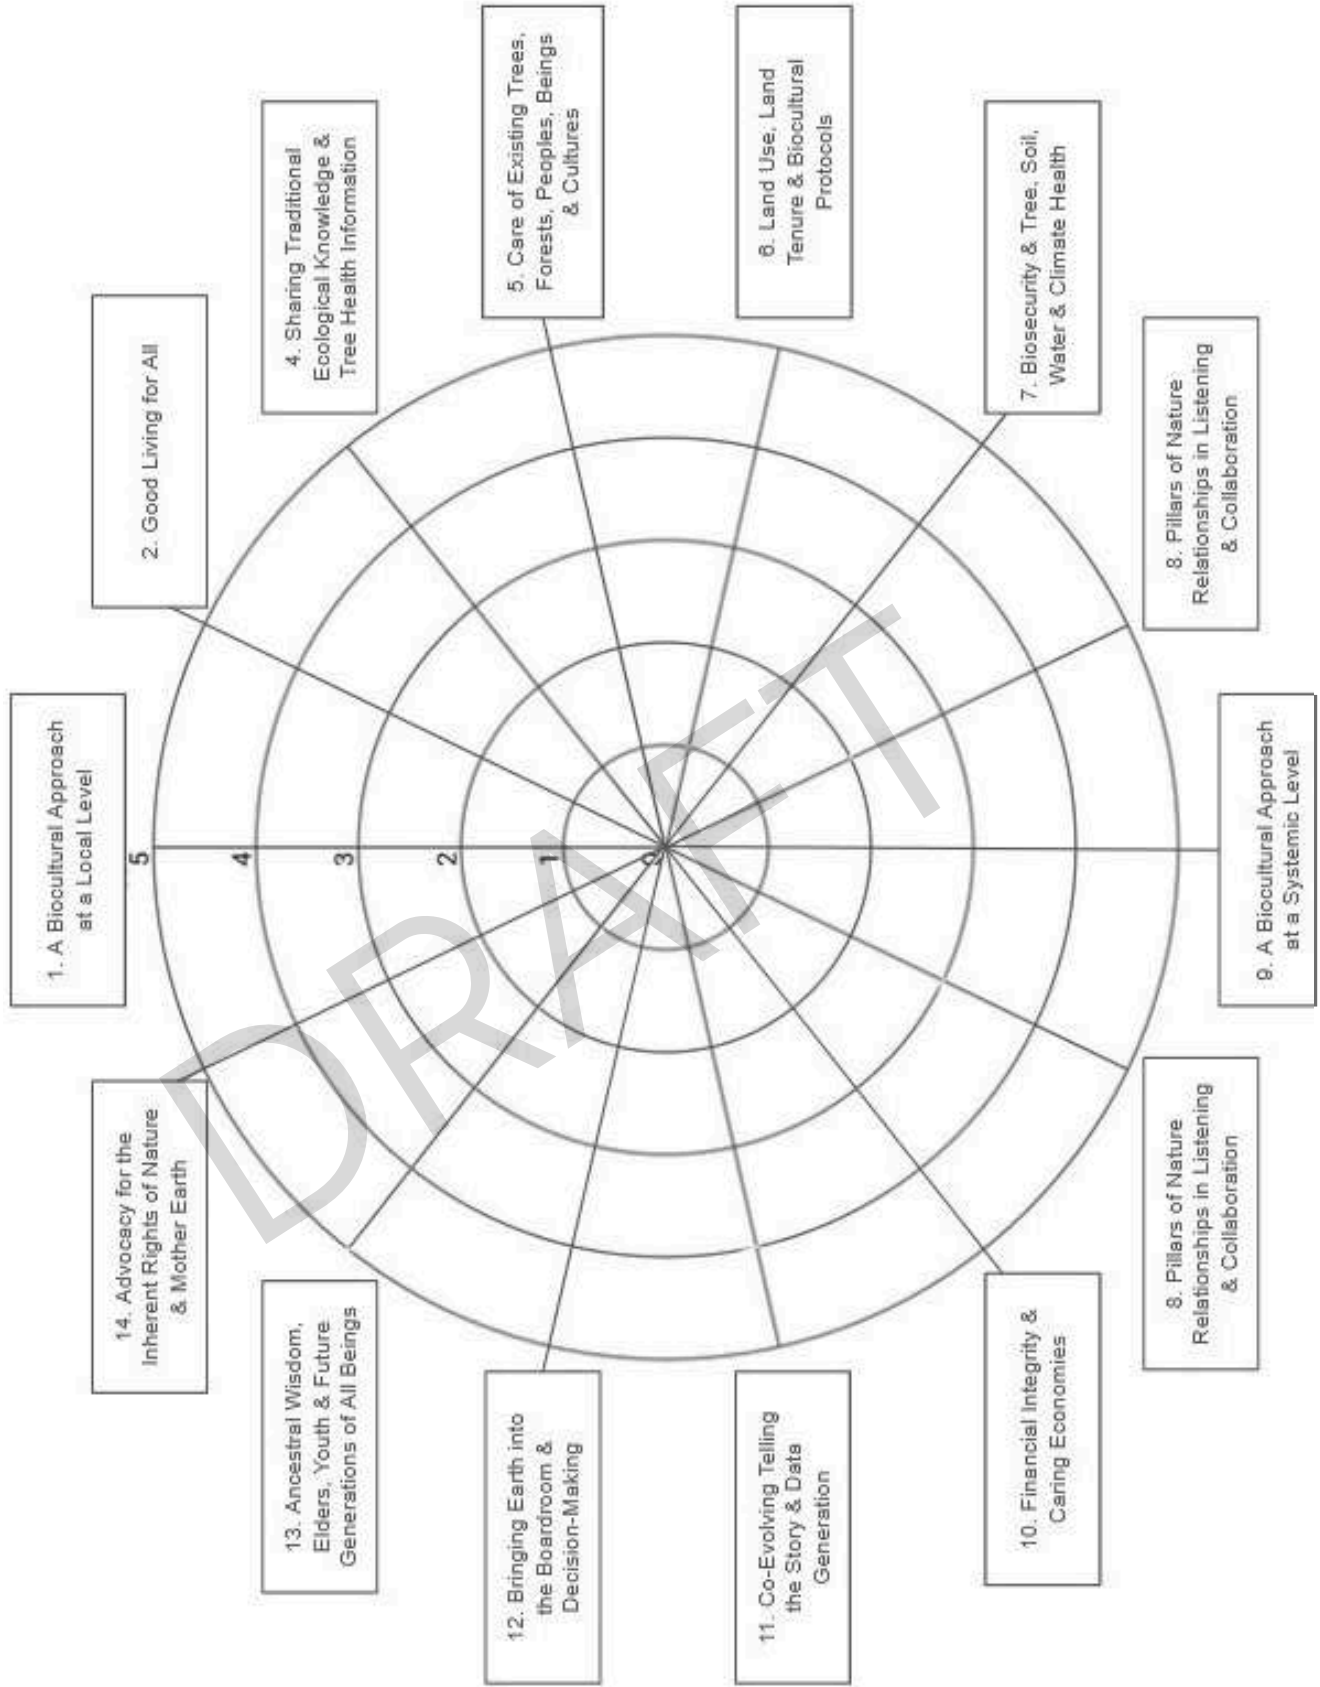 1. A Biocultural Approach
at a Local Level
2. Good Living for All
4. Sharing Traditional
Ecological Knowledge &
Tree Health Information
5. Care of Existing Trees,
Forests, Peoples, Beings
& Cultures
6. Land Use, Land
Tenure & Biocultural
Protocols
7. Biosecurity & Tree, Soil,
Water & Climate Health
8. Pillars of Nature
Relationships in Listening
& Collaboration
9. A Biocultural Approach
at a Systemic Level
8. Pillars of Nature
Relationships in Listening
& Collaboration
10. Financial Integrity &
Caring Economies
11. Co-Evolving Telling
the Story & Data
Generation
12. Bringing Earth into
the Boardroom &
Decision-Making
13. Ancestral Wisdom,
Elders, Youth & Future
Generations of All Beings
14. Advocacy for the
Inherent Rights of Nature
& Mother Earth
5
4
3
2
1
0
DRAFT